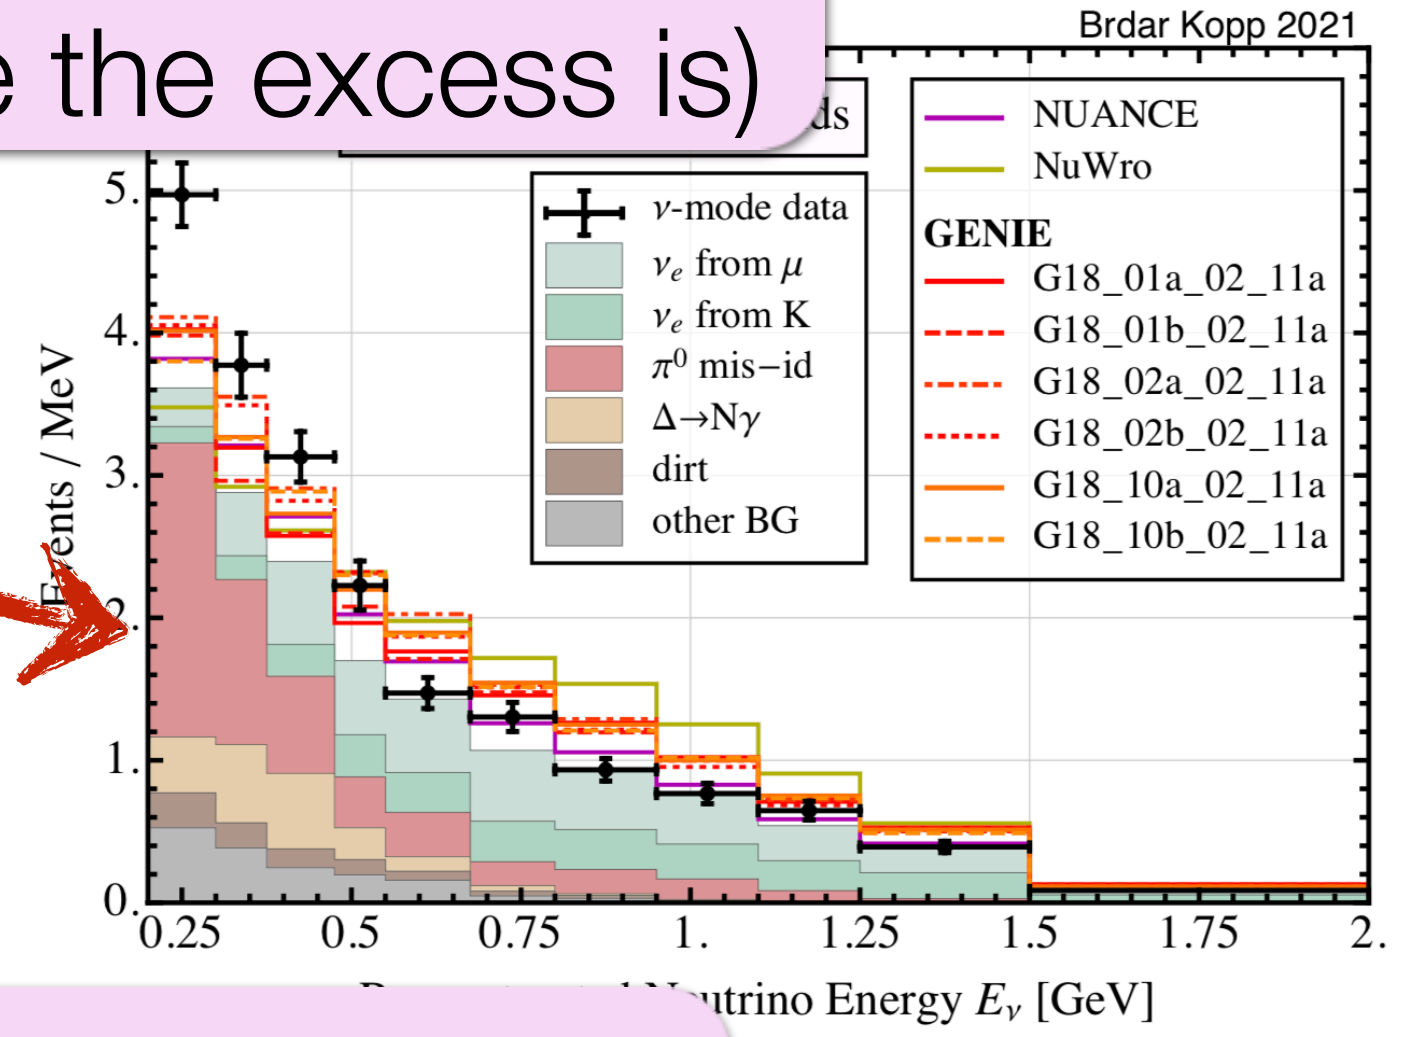 Brdar Kopp 2021
the excess is)
ds
ν-mode data
νe from μ
νe from K
π0 mis−id
Δ→Nγ
dirt
other BG
NUANCE
NuWro
GENIE
G18_01a_02_11a
G18_01b_02_11a
G18_02a_02_11a
G18_02b_02_11a
G18_10a_02_11a
G18_10b_02_11a
Events / MeV
5.
4.
3.
2.
1.
0.
0.25 0.5 0.75 1. 1.25 1.5 1.75 2.
Neutrino Energy Eν [GeV]